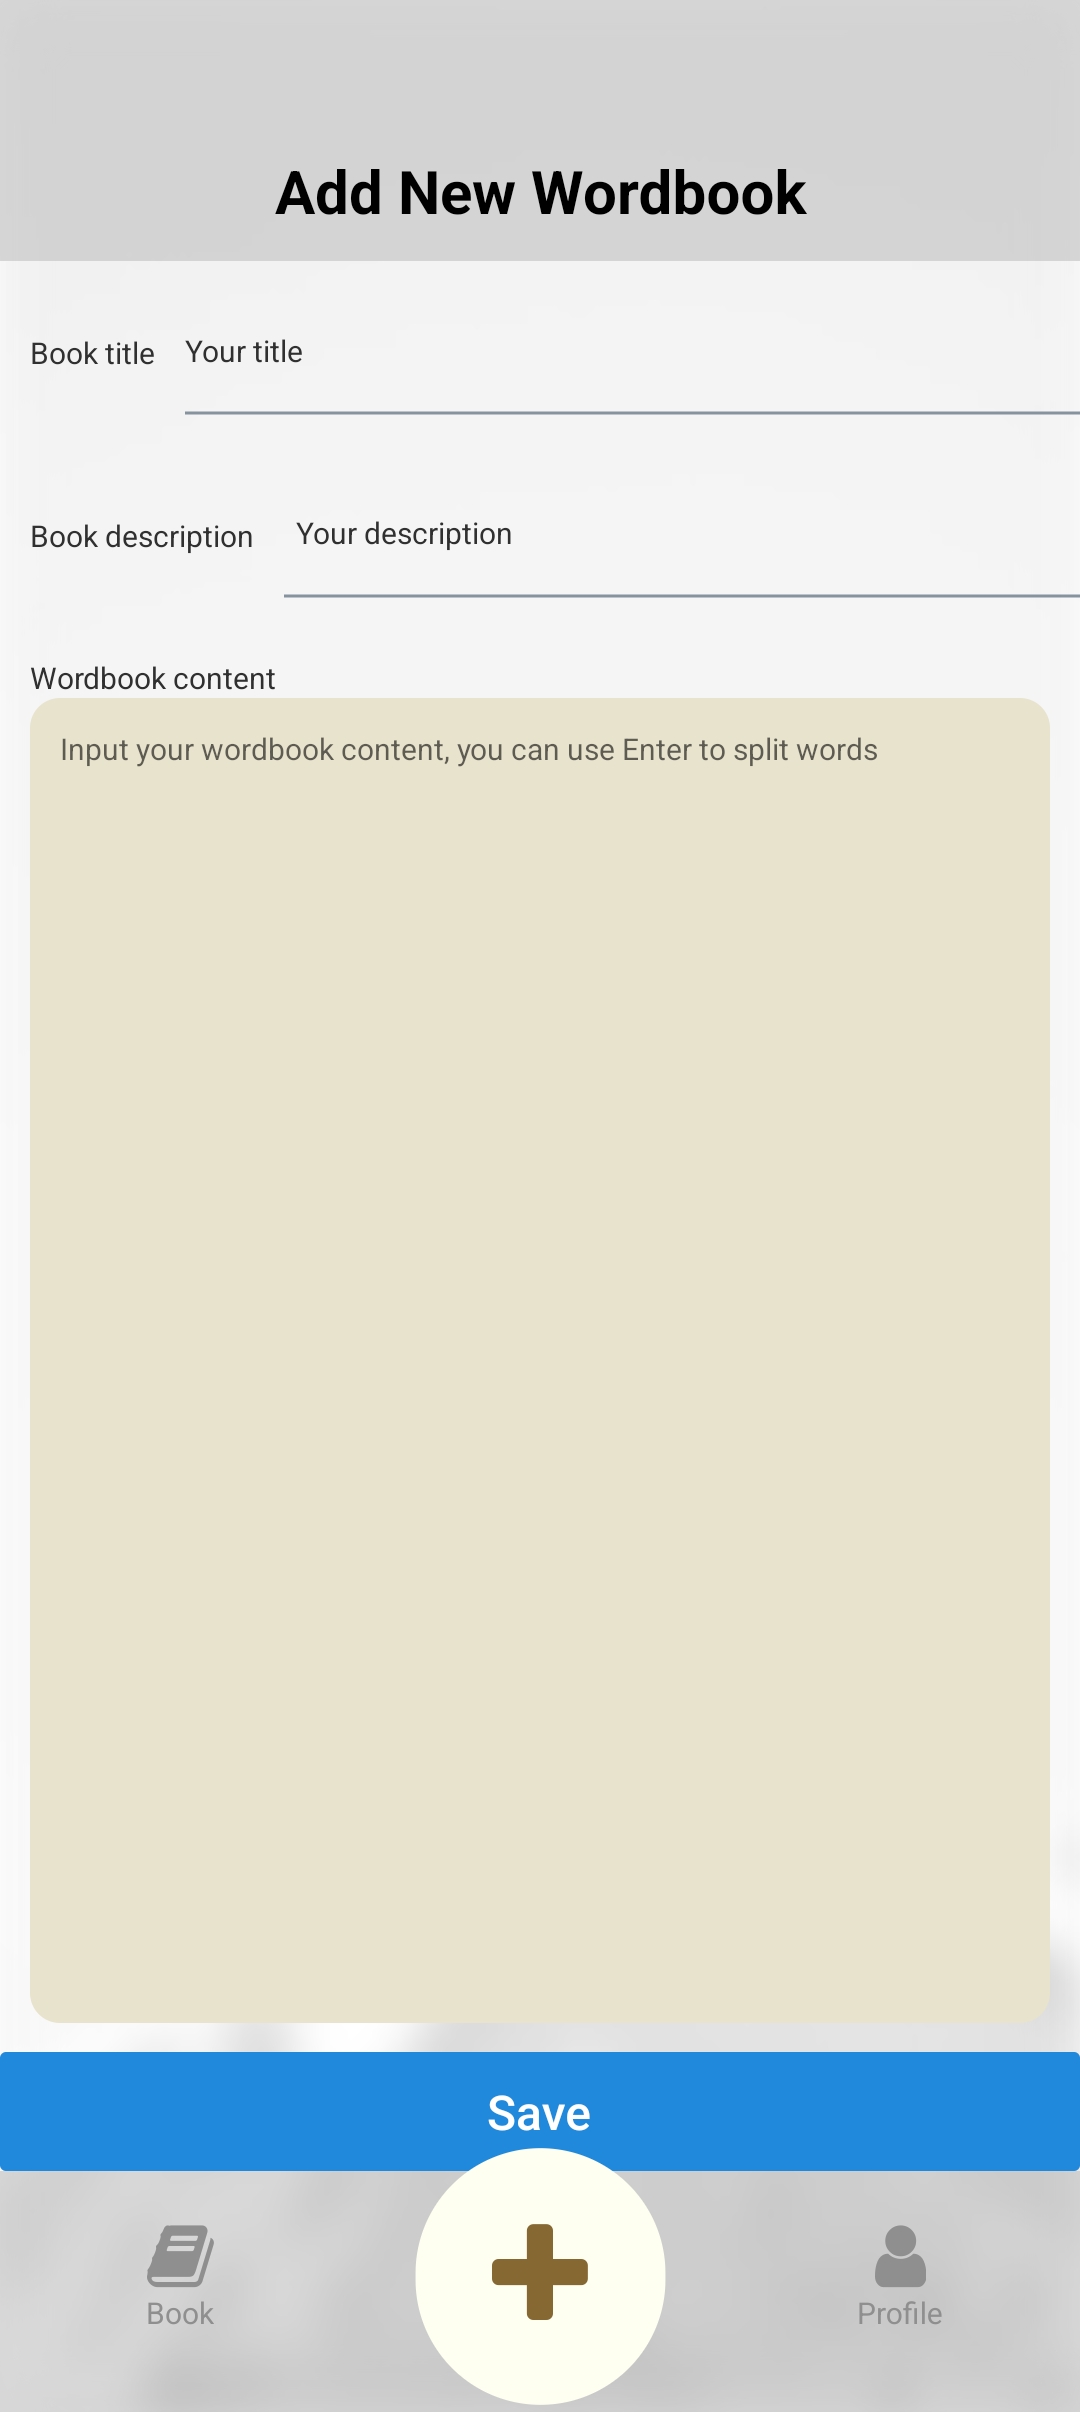 Add New Wordbook
Book title Your title
Book description Your description
Wordbook content
Input your wordbook content, you can use Enter to split words
Save
Book Profile